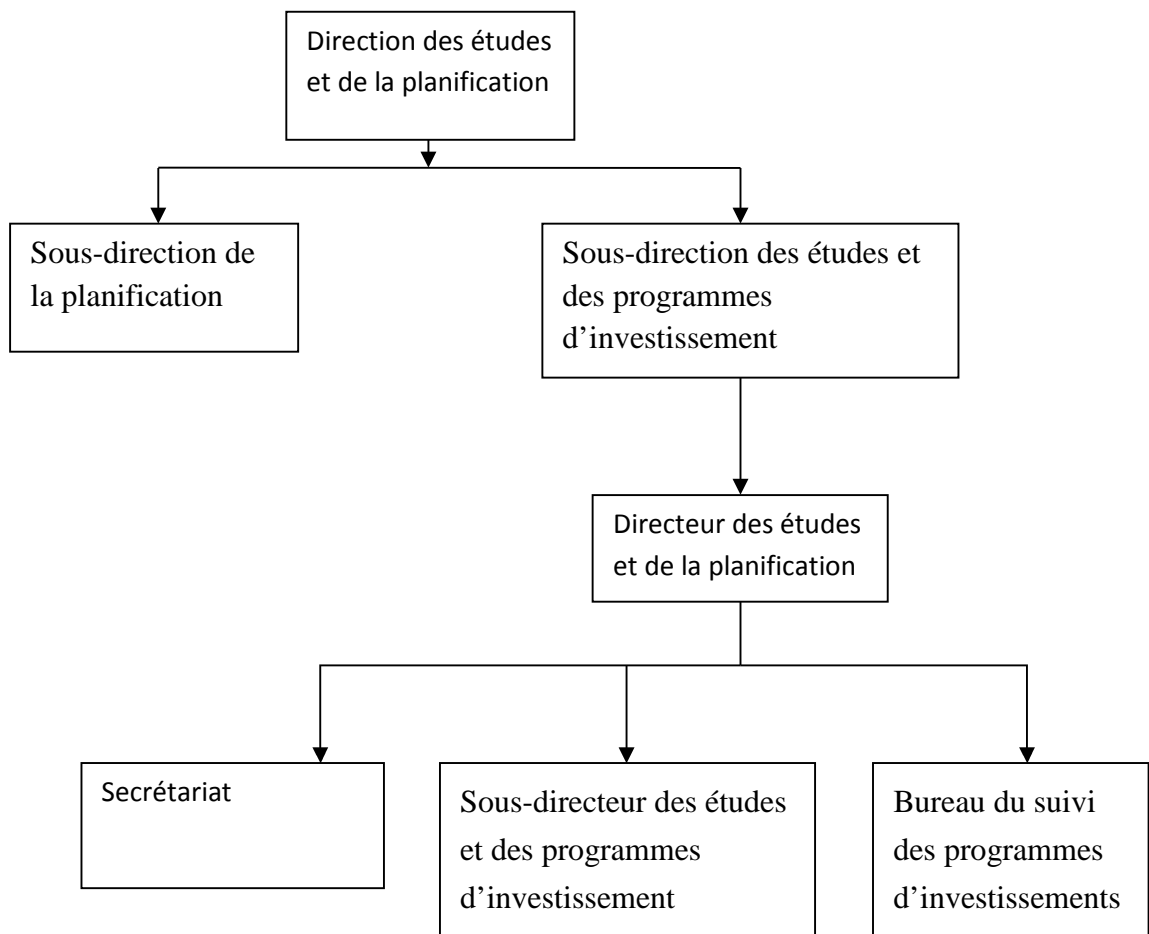 Direction des études
et de la planification
Sous-direction de
la planification
Sous-direction des études et
des programmes
d’investissement
Directeur des études
et de la planification
Secrétariat
Sous-directeur des études
et des programmes
d’investissement
Bureau du suivi
des programmes
d’investissements